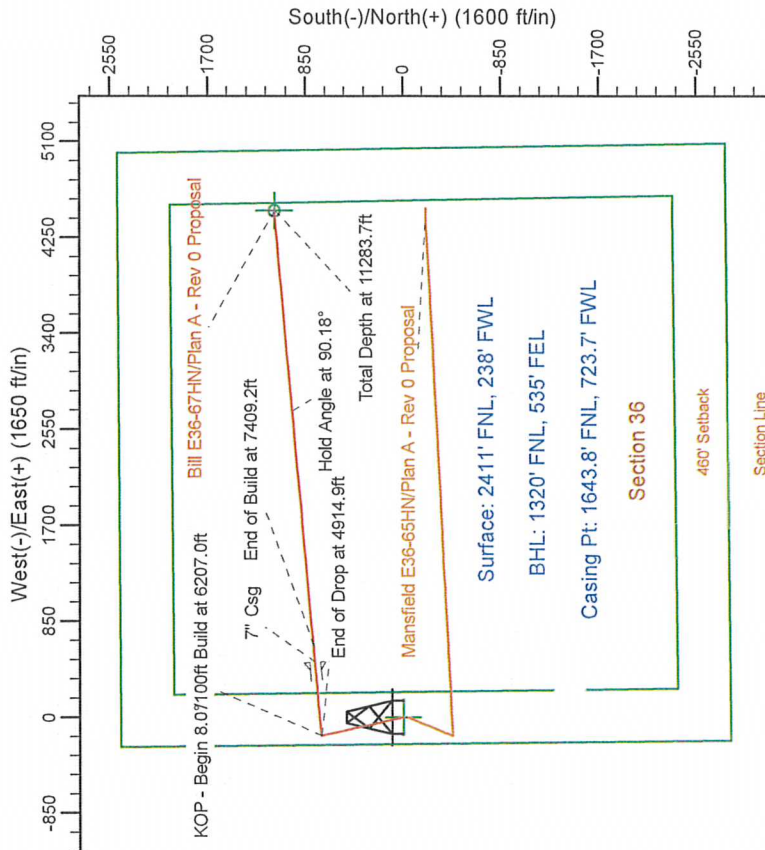 South(-)/North(+) (1600 ft/in)
-2550
-1700
-850
-0
-850
-1700
-2550
West(-)/East(+) (1650 ft/in)
5100
4250
3400
2550
1700
850
0
-850
Bill E36-67HN/Plan A - Rev 0 Proposal
KOP - Begin 8.07/100ft Build at 6207.0ft
7" Csg
End of Build at 7409.2ft
End of Drop at 4914.9ft
Hold Angle at 90.18°
Total Depth at 11283.7ft
Mansfield E36-65HN/Plan A - Rev 0 Proposal
Surface: 2411' FNL, 238' FWL
BHL: 1320' FNL, 535' FEL
Casing Pt: 1643.8' FNL, 723.7' FWL
Section 36
460' Setback
Section Line